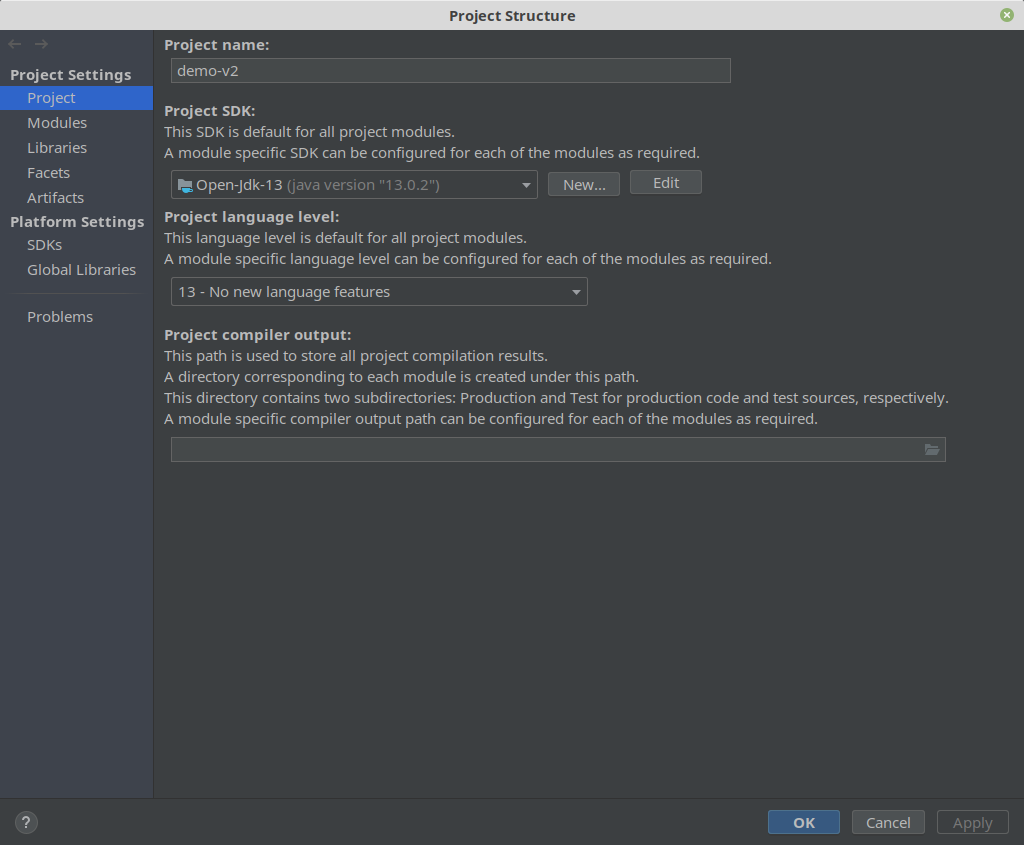 Project Structure
Project Settings
Project
Modules
Libraries
Facets
Artifacts
Platform Settings
SDKs
Global Libraries
Problems
Project name:
demo-v2
Project SDK:
This SDK is default for all project modules.
A module specific SDK can be configured for each of the modules as required.
Open-Jdk-13 (java version "13.0.2") New... Edit
Project language level:
This language level is default for all project modules.
A module specific language level can be configured for each of the modules as required.
13 - No new language features
Project compiler output:
This path is used to store all project compilation results.
A directory corresponding to each module is created under this path.
This directory contains two subdirectories: Production and Test for production code and test sources, respectively.
A module specific compiler output path can be configured for each of the modules as required.
? OK Cancel Apply